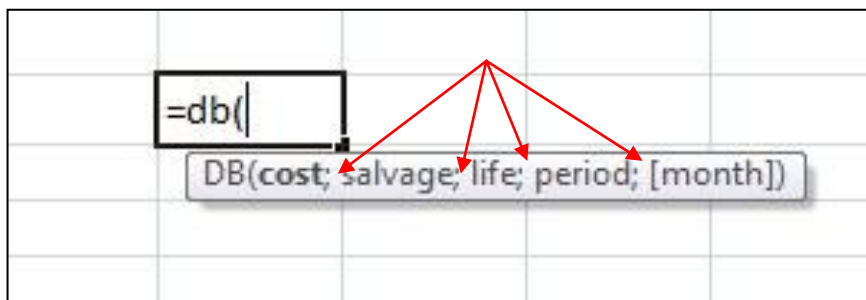 =db(
DB(cost; salvage; life; period; [month])